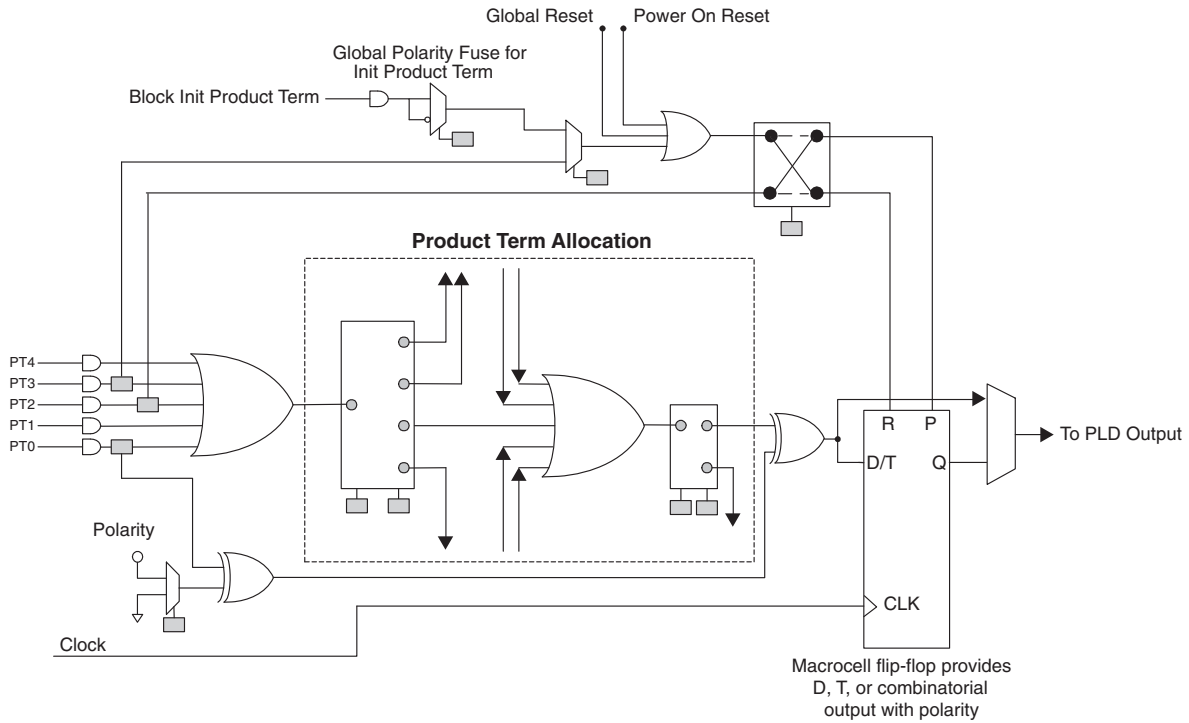 Global Reset
Power On Reset
Global Polarity Fuse for
Init Product Term
Block Init Product Term
Product Term Allocation
PT4
PT3
PT2
PT1
PT0
R
P
To PLD Output
D/T
Q
Polarity
CLK
Clock
Macrocell flip-flop provides
D, T, or combinatorial
output with polarity